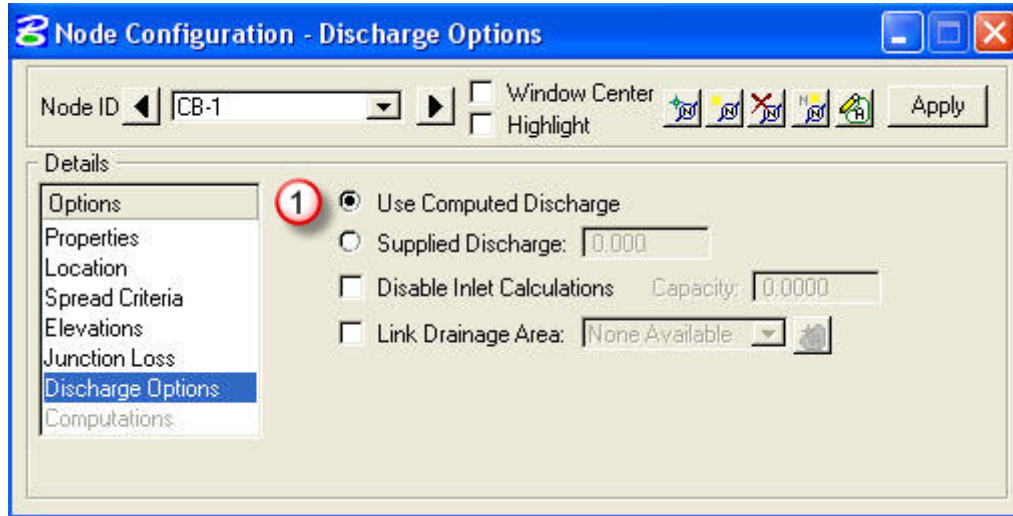 Node Configuration - Discharge Options
Node ID CB-1
Window Center
Highlight
Apply
Details
Options
Properties
Location
Spread Criteria
Elevations
Junction Loss
Discharge Options
Computations
1 Use Computed Discharge
Supplied Discharge: 0.000
Disable Inlet Calculations Capacity: 0.0000
Link Drainage Area: None Available